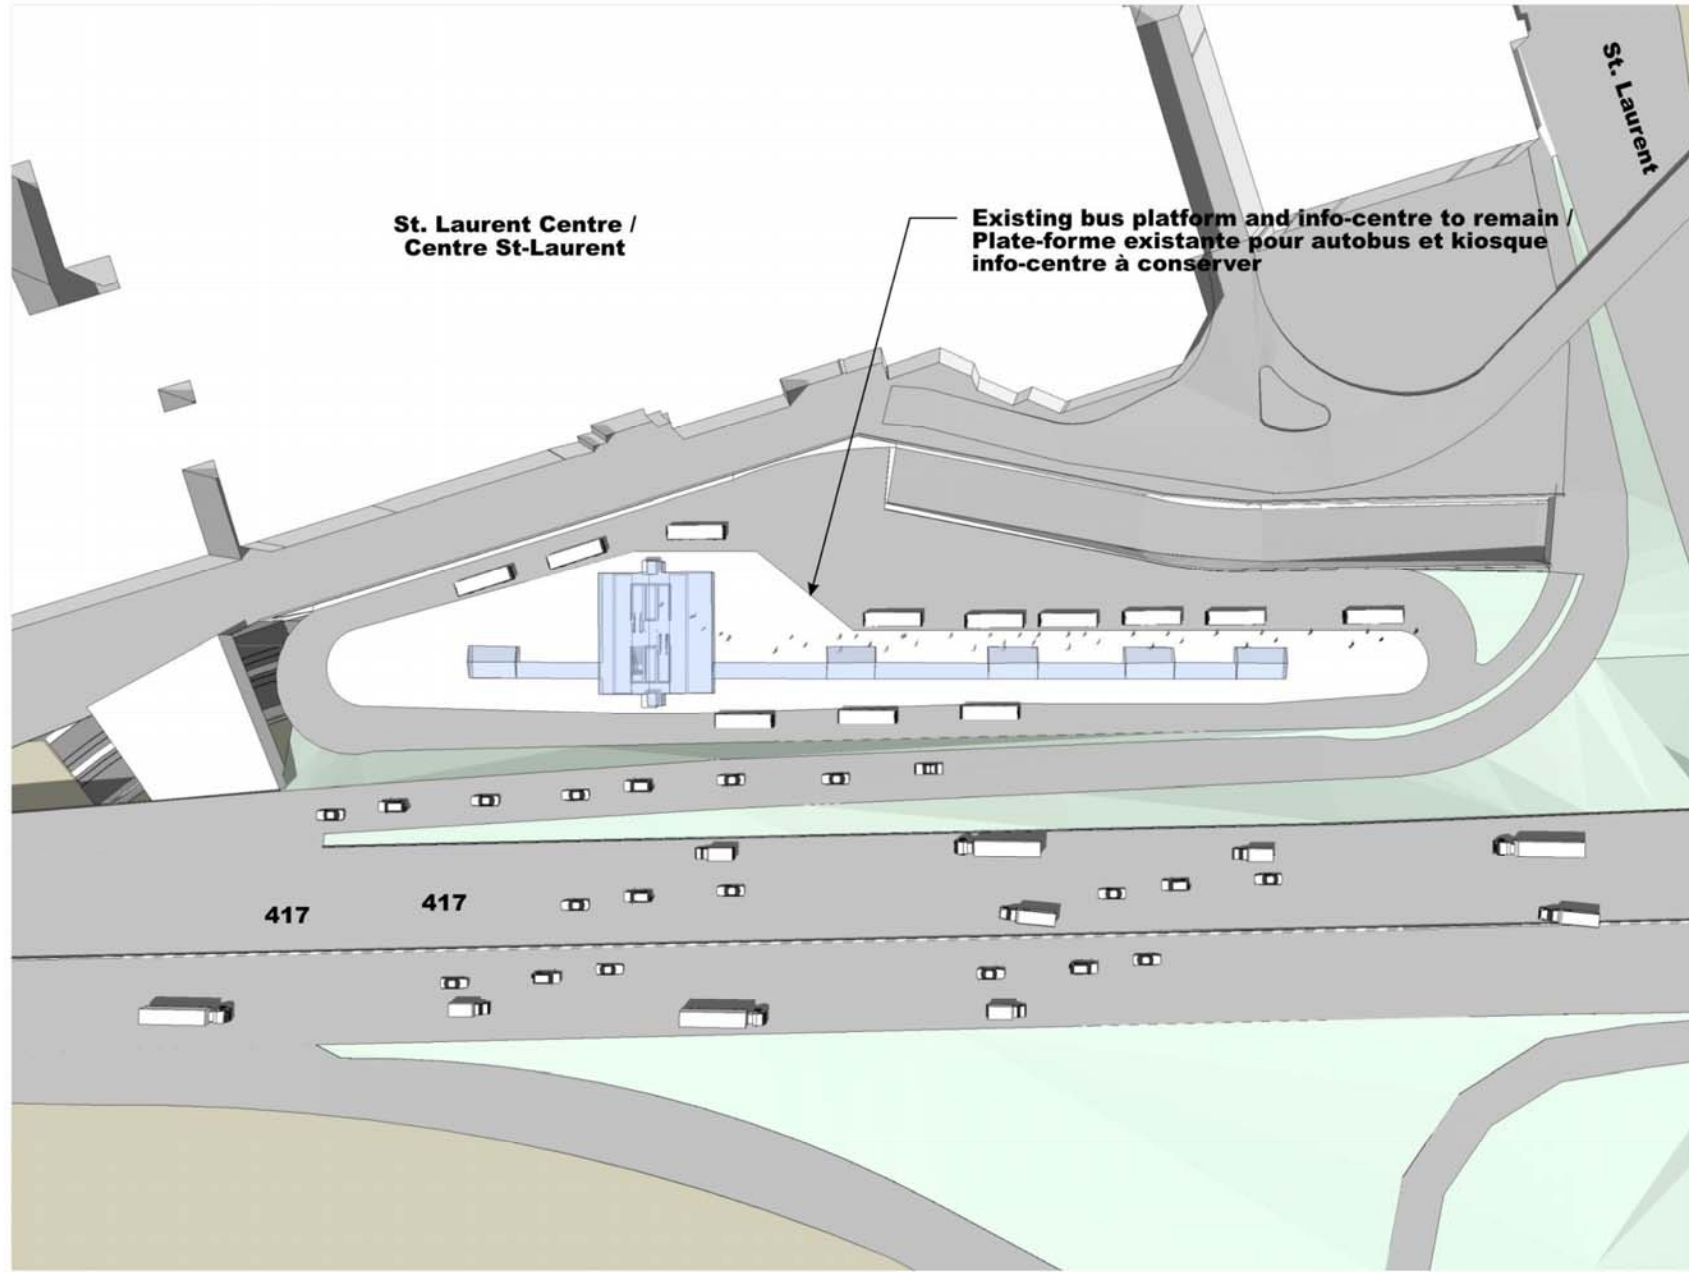 St. Laurent
St. Laurent Centre /
Centre St-Laurent
Existing bus platform and info-centre to remain /
Plate-forme existante pour autobus et kiosque
info-centre à conserver
417
417